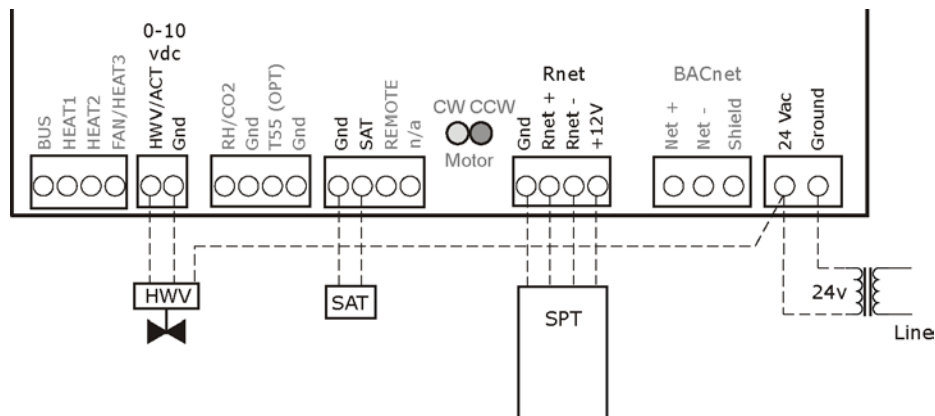 0-10
vdc
BUS
HEAT1
HEAT2
FAN/HEAT3
HWV/ACT
Gnd
RH/CO2
Gnd
T55 (OPT)
Gnd
Gnd
SAT
REMOTE
n/a
CW CCW
Motor
Rnet
Gnd
Rnet +
Rnet -
+12V
BACnet
Net +
Net -
Shield
24 Vac
Ground
HWV
SAT
SPT
24v
Line